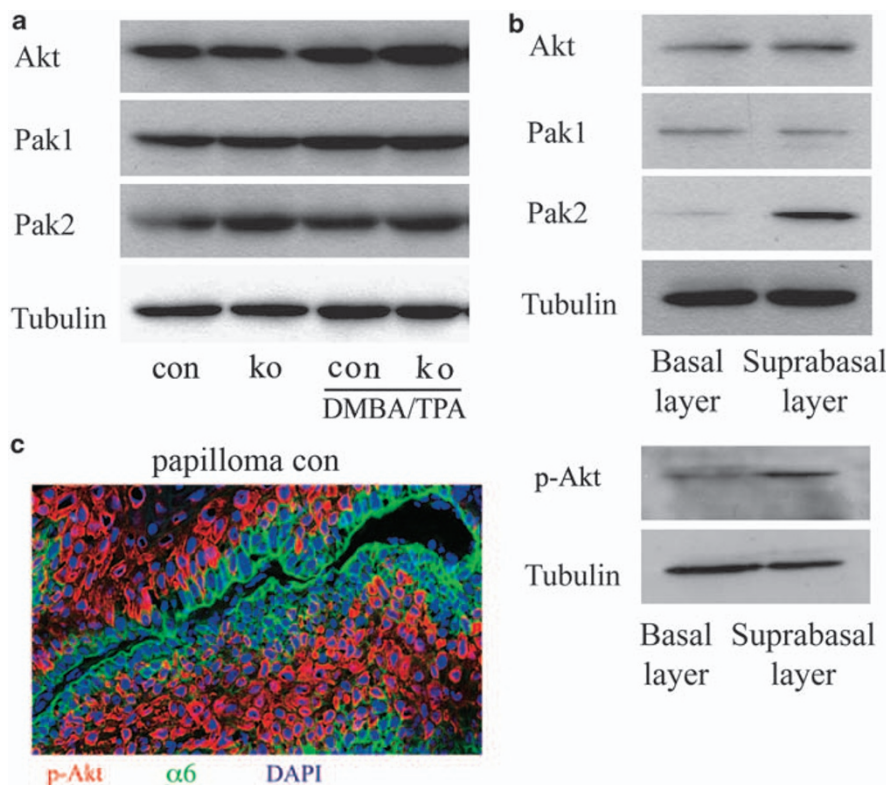 a
Akt
Pak1
Pak2
Tubulin
con ko con ko
DMBA/TPA
b
Akt
Pak1
Pak2
Tubulin
Basal Suprabasal
layer layer
p-Akt
Tubulin
Basal Suprabasal
layer layer
c
papilloma con
p-Akt α6 DAPI